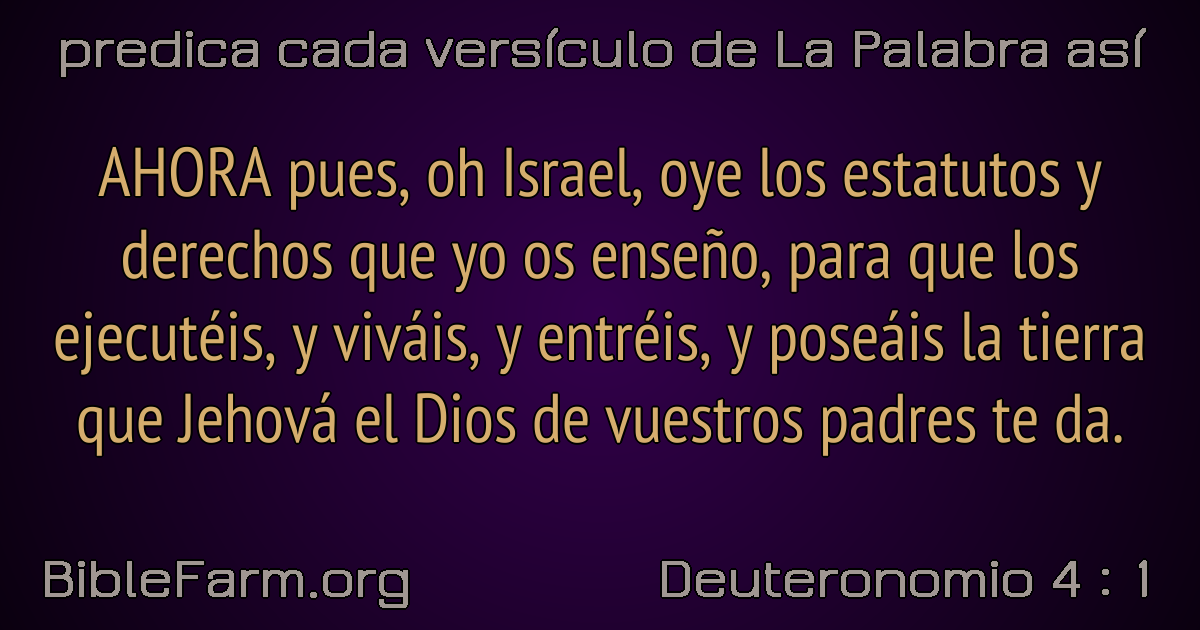 predica cada versículo de La Palabra así
AHORA pues, oh Israel, oye los estatutos y
derechos que yo os enseño, para que los
ejecutéis, y viváis, y entréis, y poseáis la tierra
que Jehová el Dios de vuestros padres te da.
BibleFarm.org
Deuteronomio 4 : 1